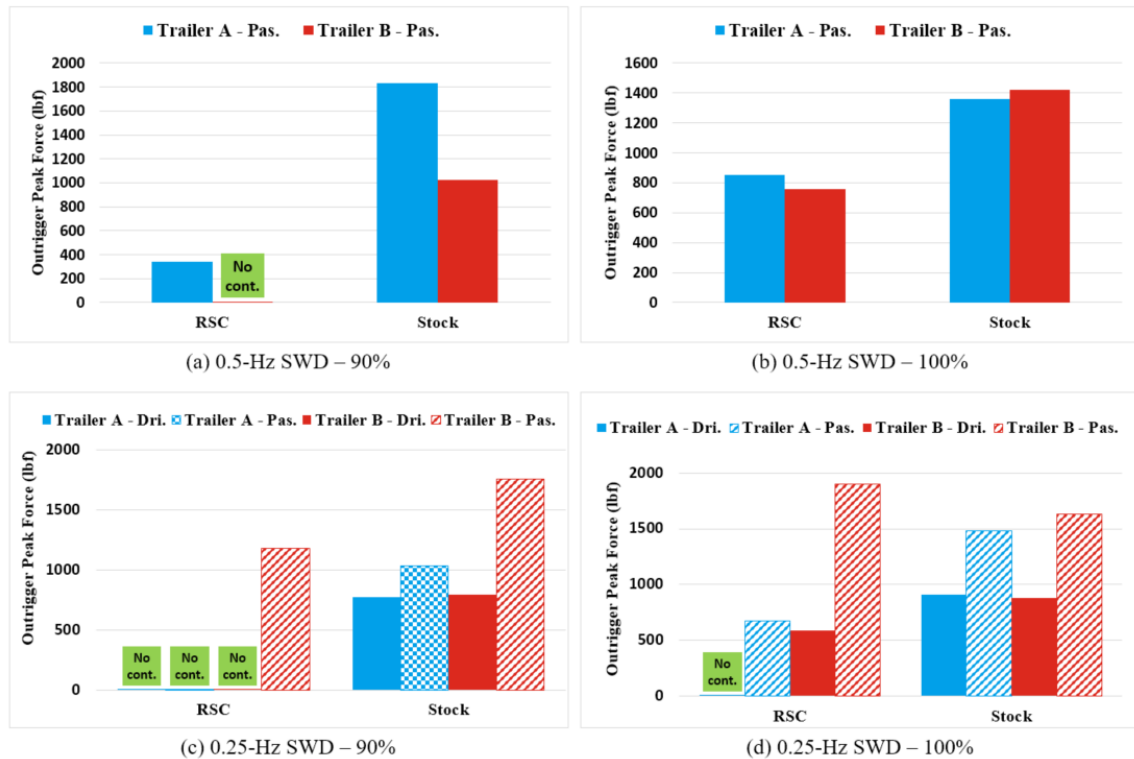 Trailer A - Pas. Trailer B - Pas.
Outrigger Peak Force (lbf)
2000
1800
1600
1400
1200
1000
800
600
400
200
0
No
cont.
RSC Stock
(a) 0.5-Hz SWD – 90%
Trailer A - Pas. Trailer B - Pas.
Outrigger Peak Force (lbf)
1600
1400
1200
1000
800
600
400
200
0
RSC Stock
(b) 0.5-Hz SWD – 100%
Trailer A - Dri. Trailer A - Pas. Trailer B - Dri. Trailer B - Pas.
Outrigger Peak Force (lbf)
2000
1500
1000
500
0
No No No
cont. cont. cont.
RSC Stock
(c) 0.25-Hz SWD – 90%
Trailer A - Dri. Trailer A - Pas. Trailer B - Dri. Trailer B - Pas.
Outrigger Peak Force (lbf)
2000
1500
1000
500
0
No
cont.
RSC Stock
(d) 0.25-Hz SWD – 100%